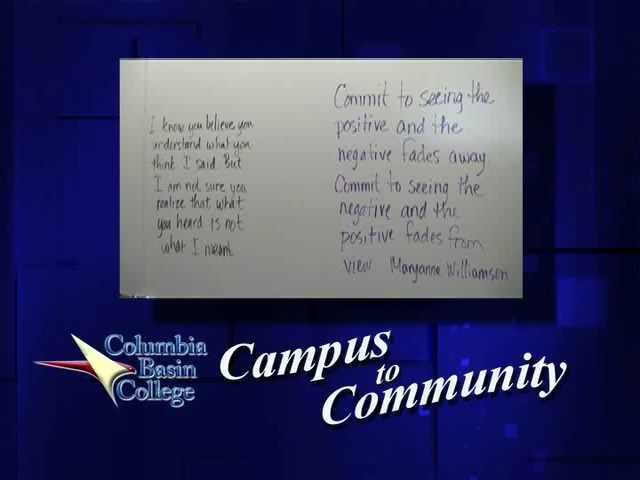 I know you believe you
understand what you
think I said. But
I am not sure you
realize that what
you heard is not
what I meant
Commit to seeing the
positive and the
negative fades away.
Commit to seeing the
negative and the
positive fades from
view Maryanne Williamson
Columbia
Basin
College
Campus
to
Community